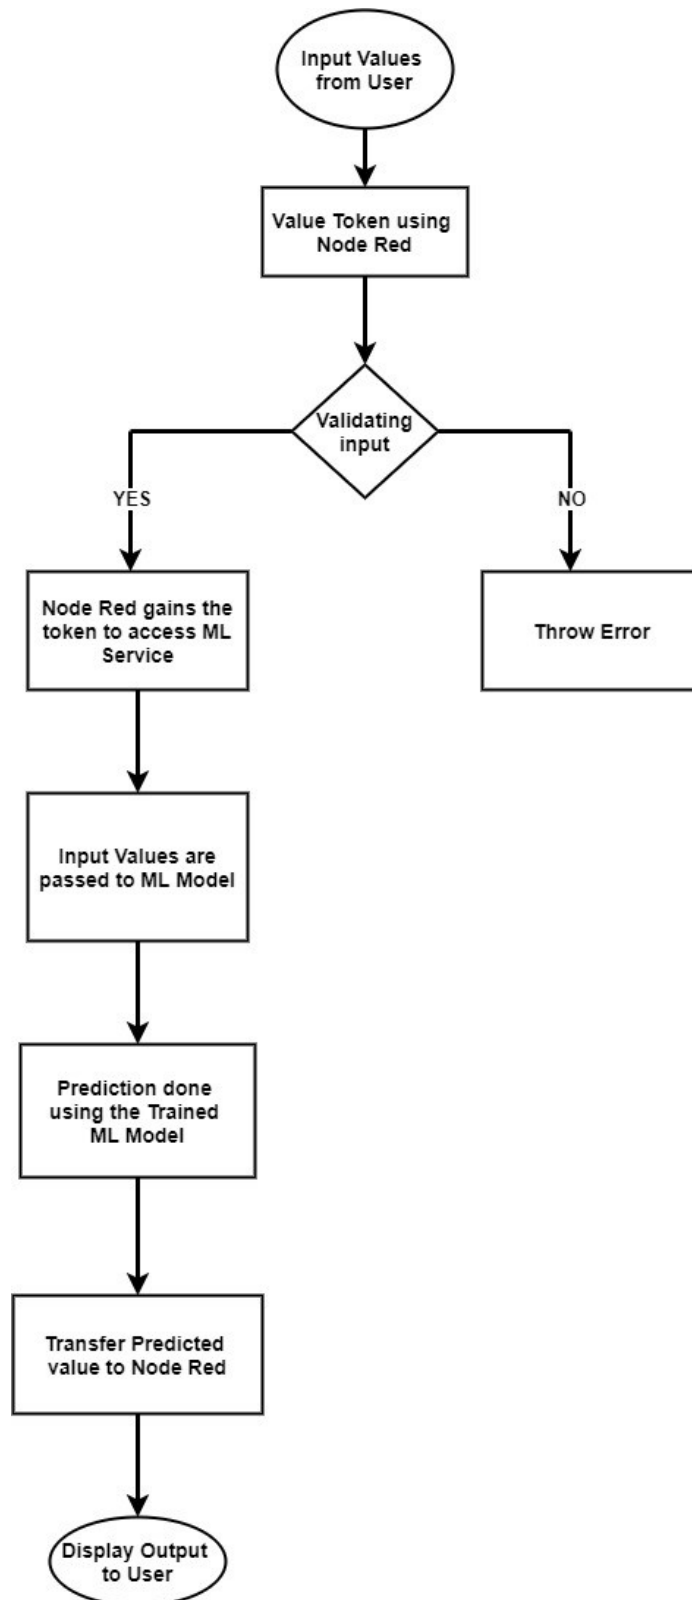 Input Values
from User
Value Token using
Node Red
Validating
input
YES
NO
Node Red gains the
token to access ML
Service
Throw Error
Input Values are
passed to ML Model
Prediction done
using the Trained
ML Model
Transfer Predicted
value to Node Red
Display Output
to User